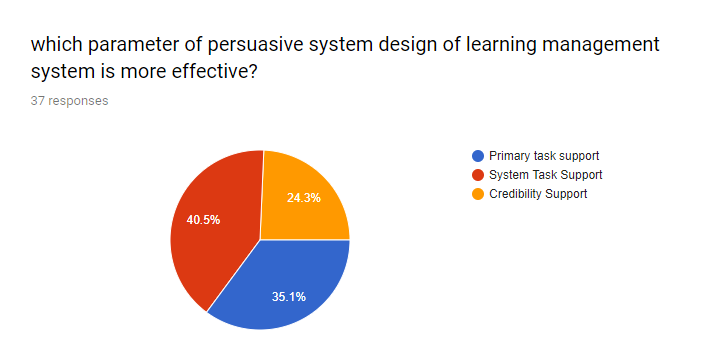 which parameter of persuasive system design of learning management
system is more effective?
37 responses
Primary task support
System Task Support
Credibility Support
24.3%
40.5%
35.1%